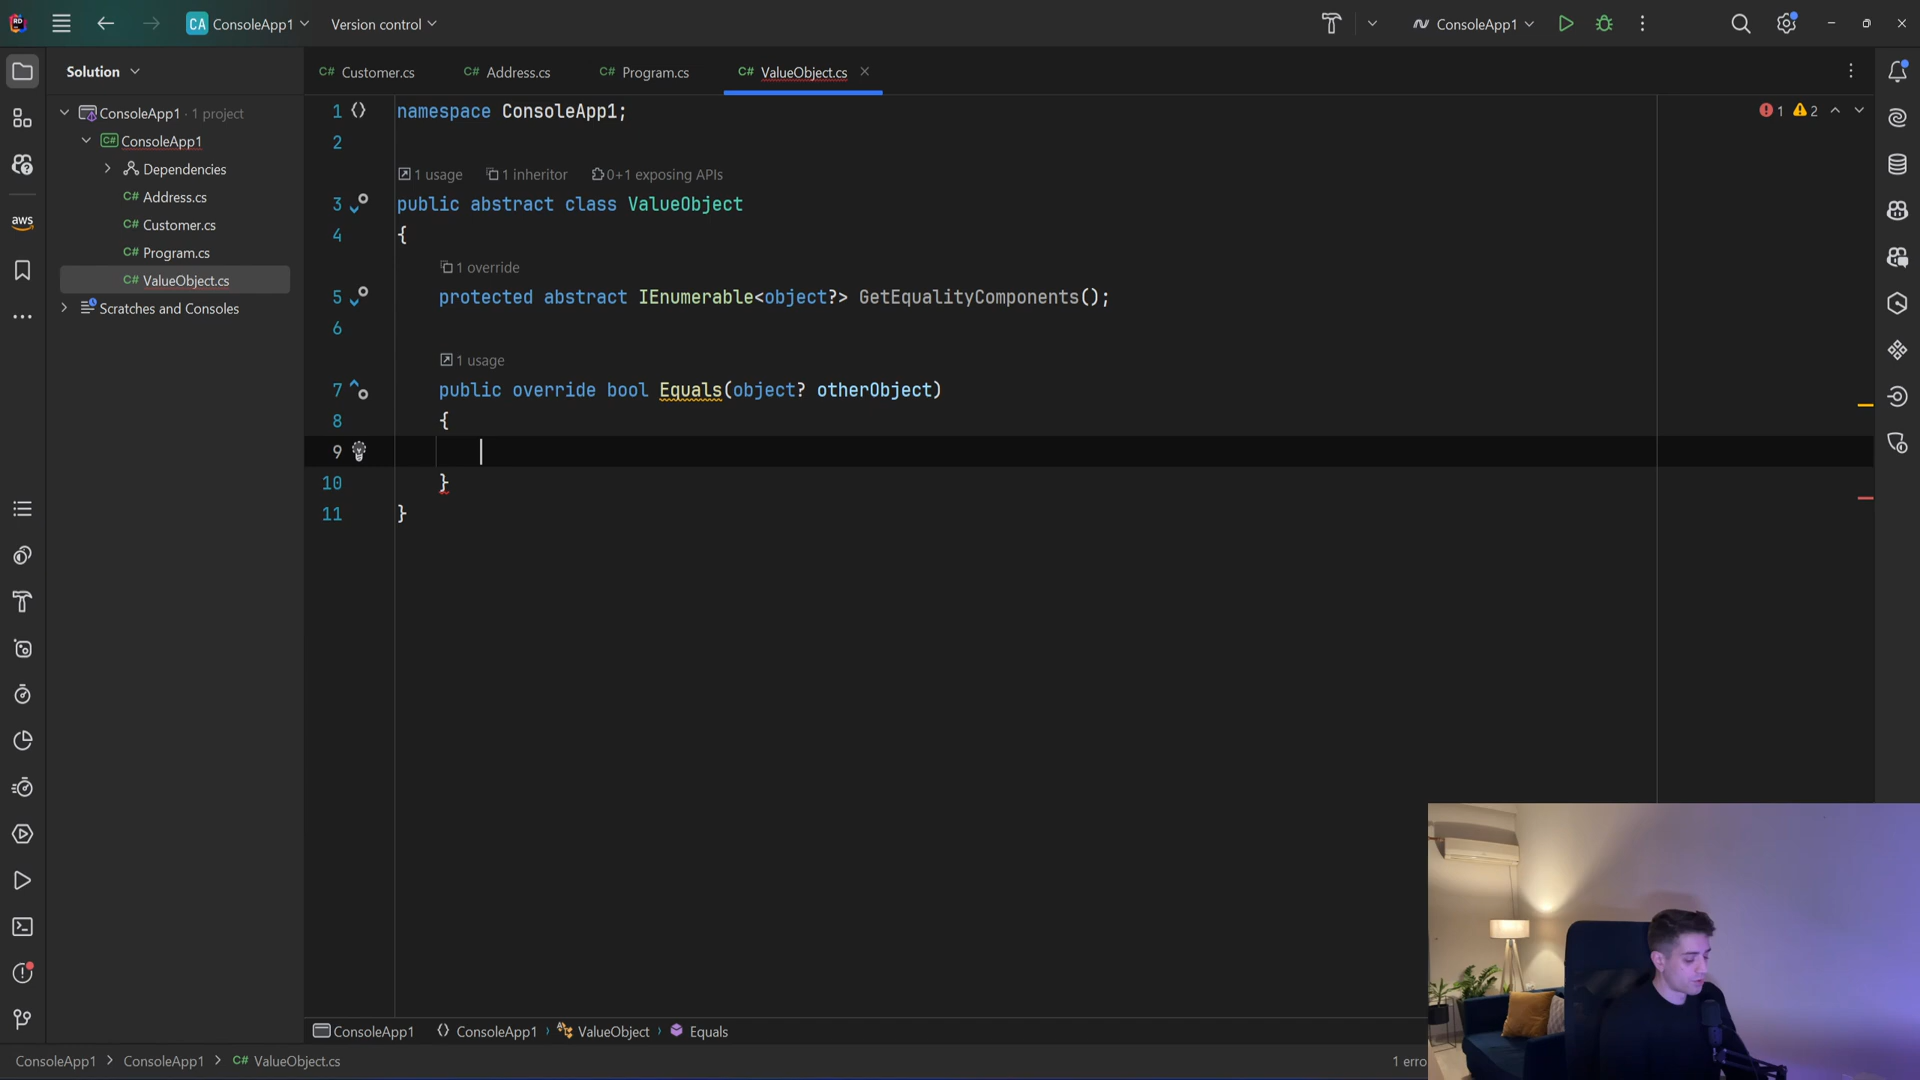 CA ConsoleApp1 Version control ConsoleApp1
Solution
Customer.cs Address.cs Program.cs ValueObject.cs
ConsoleApp1 · 1 project
ConsoleApp1
Dependencies
C# Address.cs
C# Customer.cs
C# Program.cs
C# ValueObject.cs
Scratches and Consoles
aws
1 namespace ConsoleApp1;
1 2
2
1 usage 1 inheritor 0+1 exposing APIs
3 public abstract class ValueObject
4 {
1 override
5 protected abstract IEnumerable<object?> GetEqualityComponents();
6
1 usage
7 public override bool Equals(object? otherObject)
8 {
9
10 }
11 }
ConsoleApp1 ConsoleApp1 › ValueObject › Equals
ConsoleApp1 > ConsoleApp1 > C# ValueObject.cs
1 erro